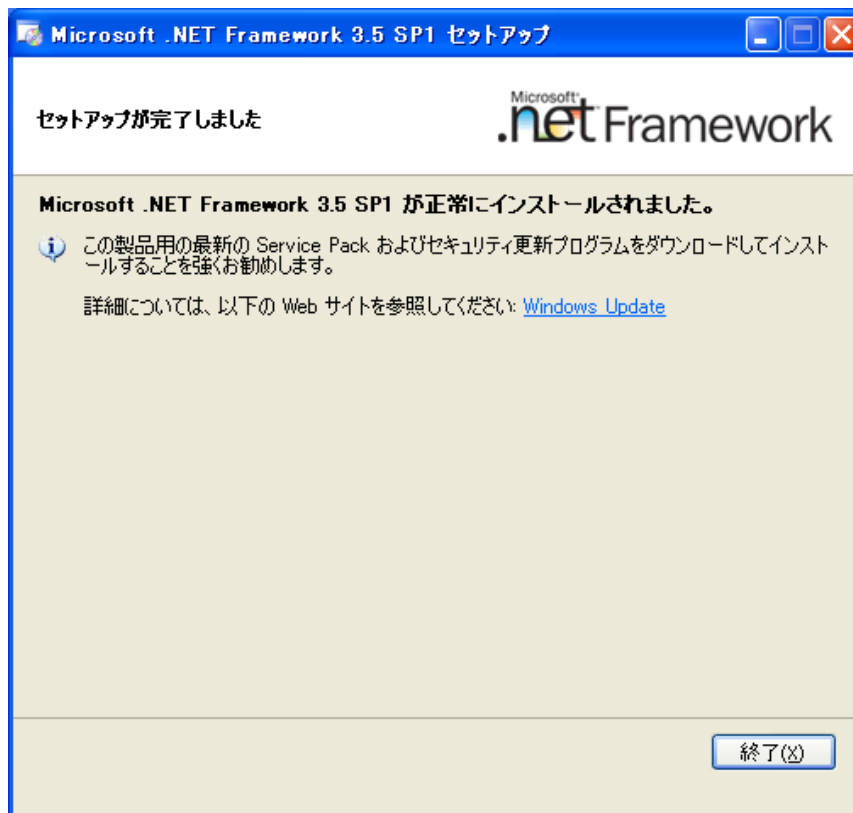 Microsoft .NET Framework 3.5 SP1 セットアップ
セットアップが完了しました
Microsoft
.net Framework
Microsoft .NET Framework 3.5 SP1 が正常にインストールされました。
この製品用の最新の Service Pack およびセキュリティ更新プログラムをダウンロードしてインスト
ールすることを強くお勧めします。
詳細については、以下の Web サイトを参照してください: Windows Update
終了(X)